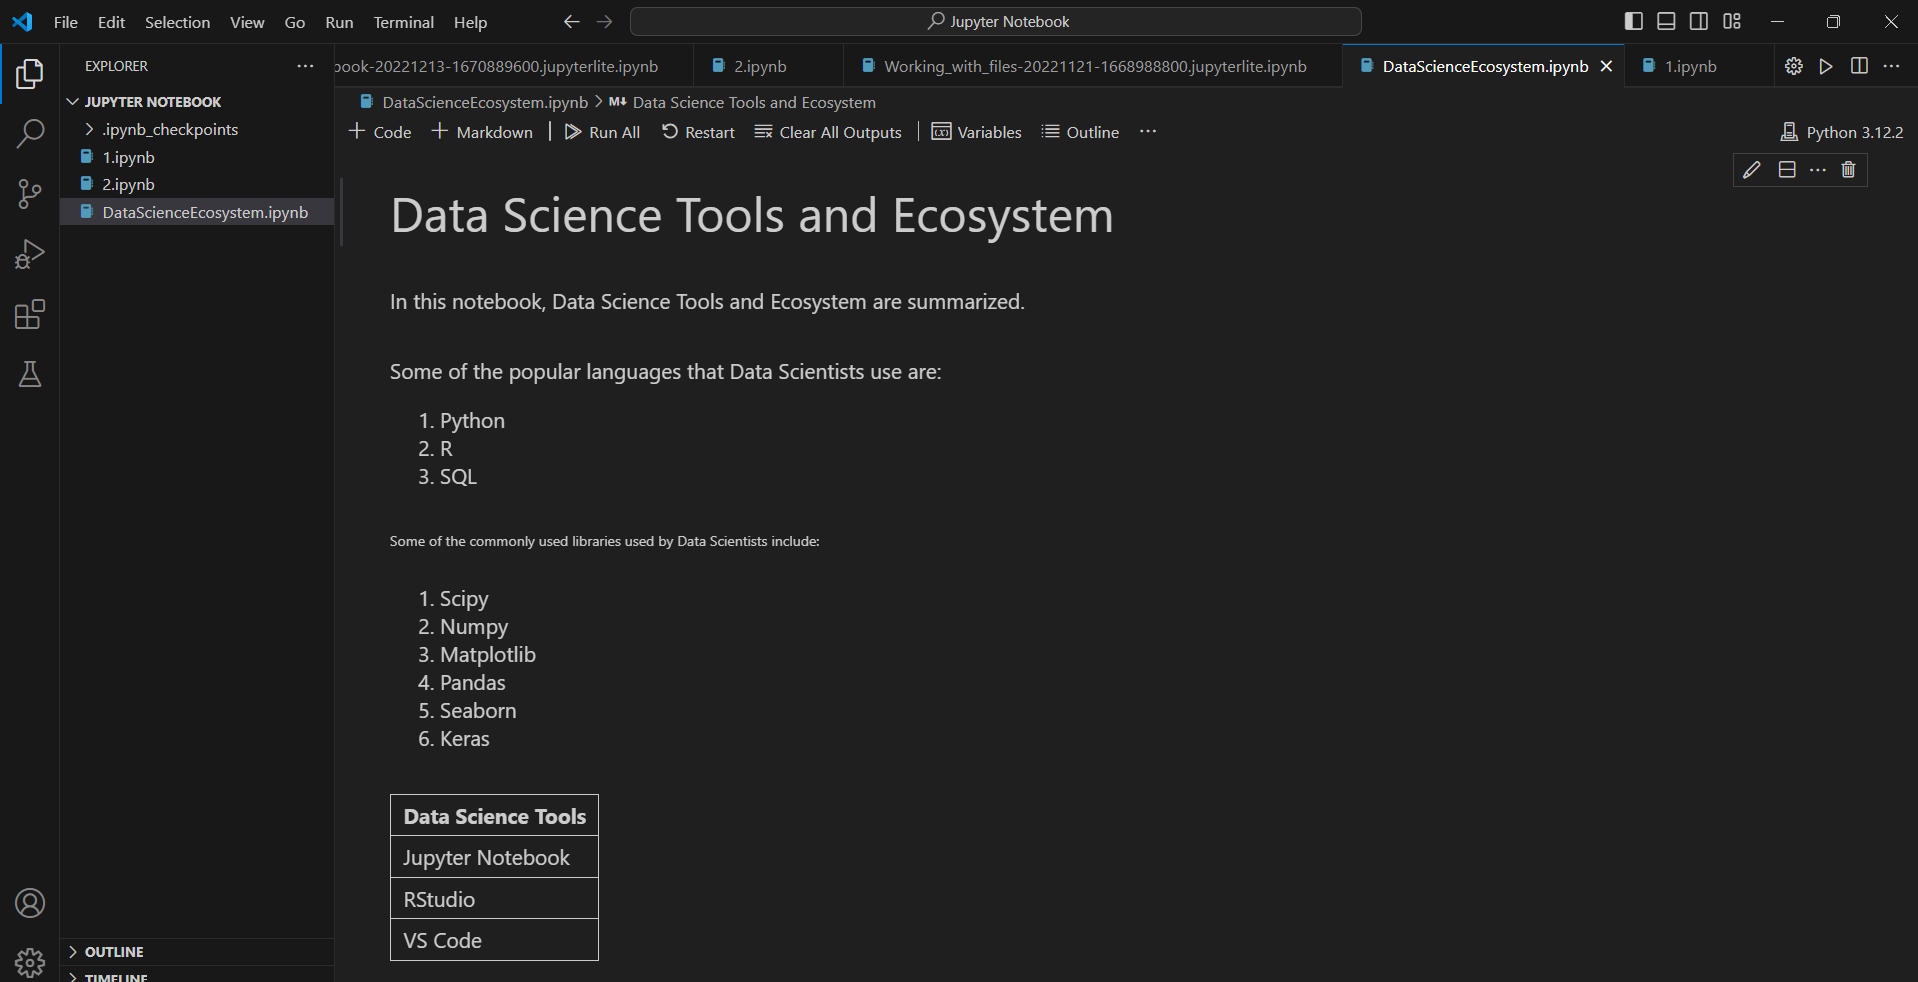 File Edit Selection View Go Run Terminal Help
Jupyter Notebook
EXPLORER
JUPYTER NOTEBOOK
.ipynb_checkpoints
1.ipynb
2.ipynb
DataScienceEcosystem.ipynb
OUTLINE
TIMELINE
book-20221213-1670889600.jupyterlite.ipynb 2.ipynb Working_with_files-20221121-1668988800.jupyterlite.ipynb DataScienceEcosystem.ipynb 1.ipynb
DataScienceEcosystem.ipynb > M↓ Data Science Tools and Ecosystem
+ Code + Markdown Run All Restart Clear All Outputs Variables Outline ... Python 3.12.2
Data Science Tools and Ecosystem
In this notebook, Data Science Tools and Ecosystem are summarized.
Some of the popular languages that Data Scientists use are:
1. Python
2. R
3. SQL
Some of the commonly used libraries used by Data Scientists include:
1. Scipy
2. Numpy
3. Matplotlib
4. Pandas
5. Seaborn
6. Keras
Data Science Tools
Jupyter Notebook
RStudio
VS Code